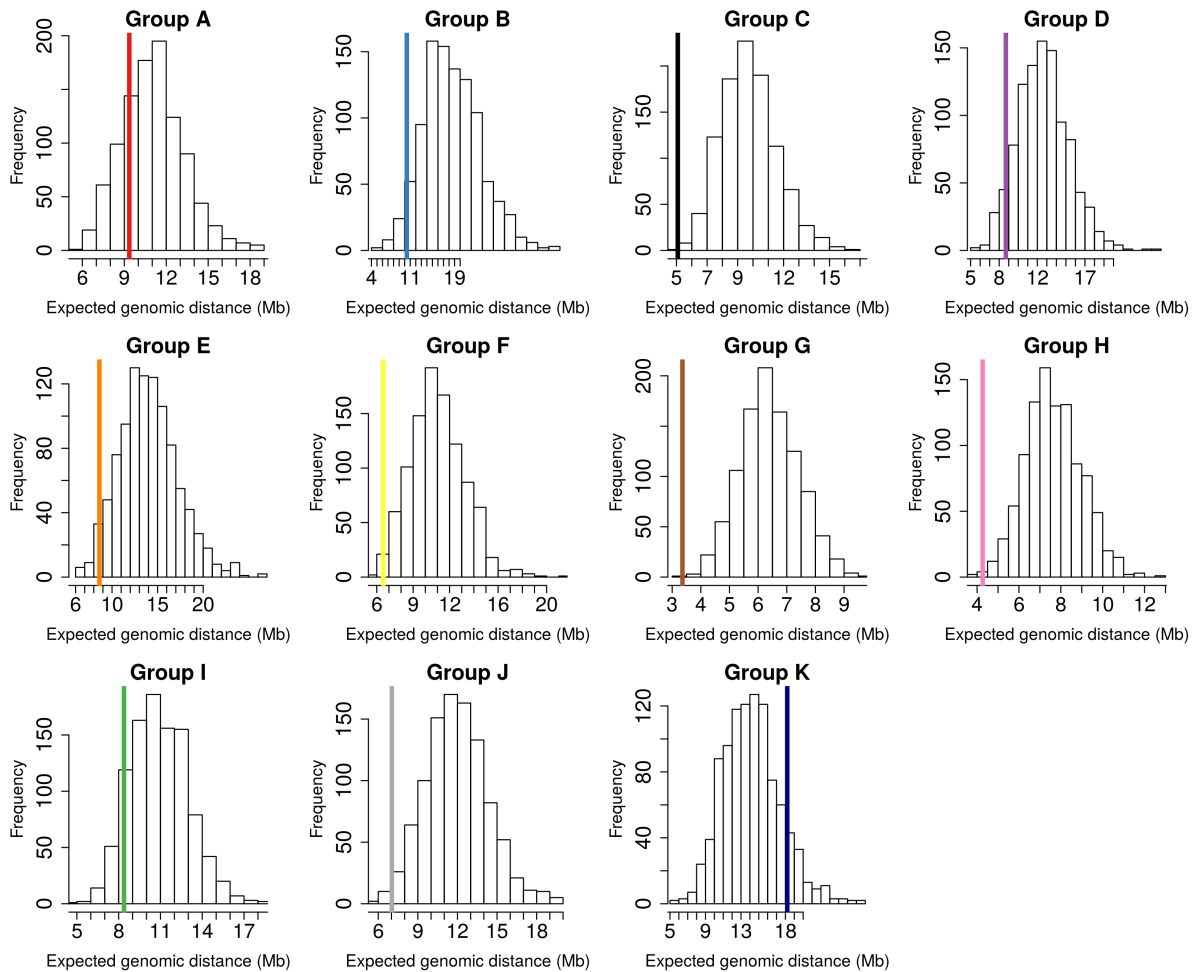 Group A
Frequency
0 50 100 200
6 9 12 15 18
Expected genomic distance (Mb)
Group B
Frequency
0 50 100 150
4 11 19
Expected genomic distance (Mb)
Group C
Frequency
0 50 150
5 7 9 12 15
Expected genomic distance (Mb)
Group D
Frequency
0 50 100 150
5 8 12 17
Expected genomic distance (Mb)
Group E
Frequency
0 40 80 120
6 10 15 20
Expected genomic distance (Mb)
Group F
Frequency
0 50 100 150
6 9 12 16 20
Expected genomic distance (Mb)
Group G
Frequency
0 50 100 200
3 4 5 6 7 8 9
Expected genomic distance (Mb)
Group H
Frequency
0 50 100 150
4 6 8 10 12
Expected genomic distance (Mb)
Group I
Frequency
0 50 100 150
5 8 11 14 17
Expected genomic distance (Mb)
Group J
Frequency
0 50 100 150
6 9 12 15 18
Expected genomic distance (Mb)
Group K
Frequency
0 40 80 120
5 9 13 18
Expected genomic distance (Mb)